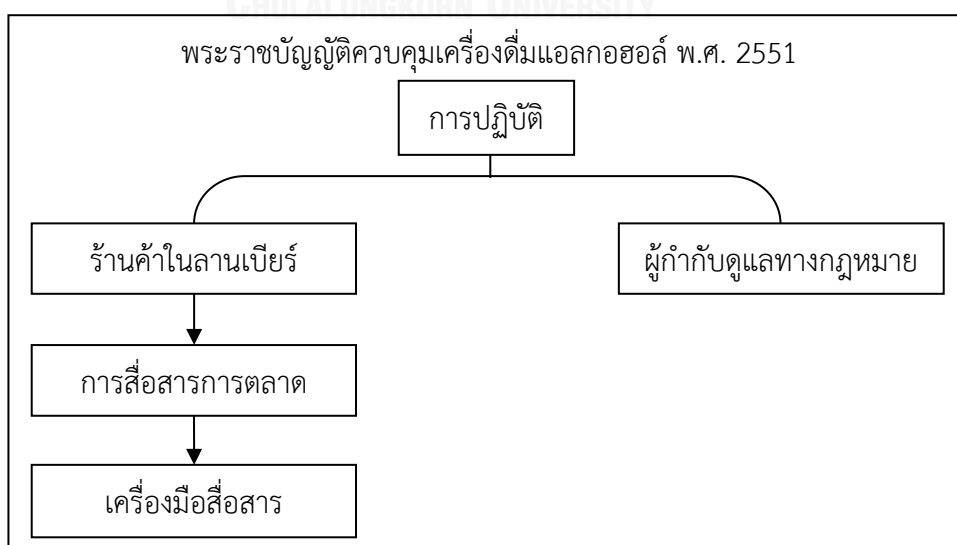 CHULALONGKORN UNIVERSITY
พระราชบัญญัติควบคุมเครื่องดื่มแอลกอฮอล์ พ.ศ. 2551
การปฏิบัติ
ร้านค้าในลานเบียร์
ผู้กำกับดูแลทางกฎหมาย
การสื่อสารการตลาด
เครื่องมือสื่อสาร